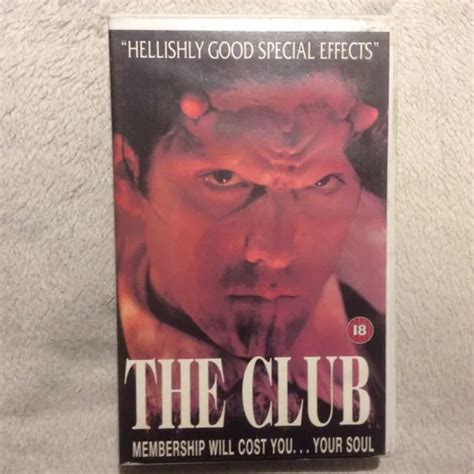 "HELLISHLY GOOD SPECIAL EFFECTS"
18
THE CLUB
MEMBERSHIP WILL COST YOU... YOUR SOUL